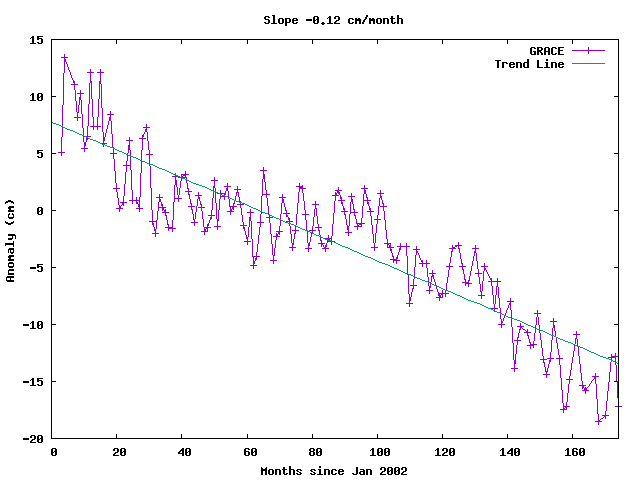 Slope -0.12 cm/month
GRACE
Trend Line
15
10
5
0
-5
-10
-15
-20
Anomaly (cm)
0 20 40 60 80 100 120 140 160
Months since Jan 2002